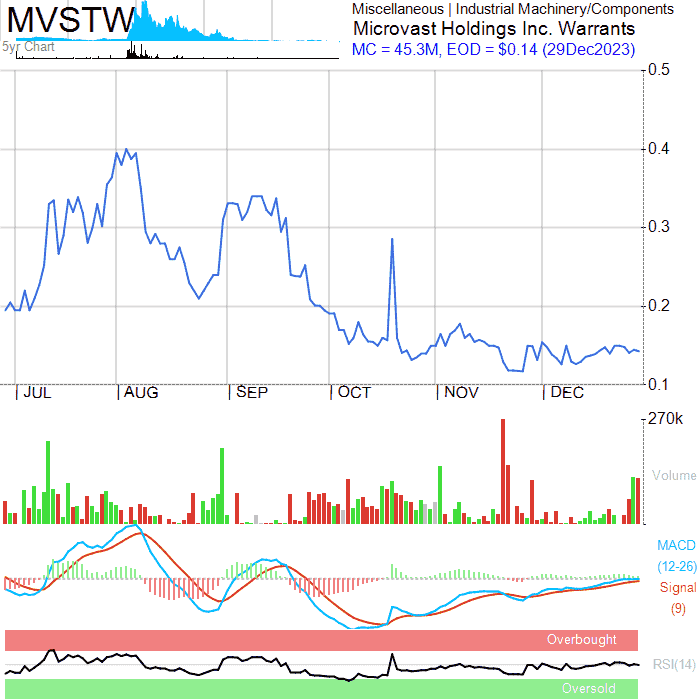 MVSTW
5yr Chart
Miscellaneous | Industrial Machinery/Components
Microvast Holdings Inc. Warrants
MC = 45.3M, EOD = $0.14 (29Dec2023)
0.5
0.4
0.3
0.2
0.1
JUL AUG SEP OCT NOV DEC
270k
Volume
MACD
(12-26)
Signal
(9)
Overbought
RSI(14)
Oversold